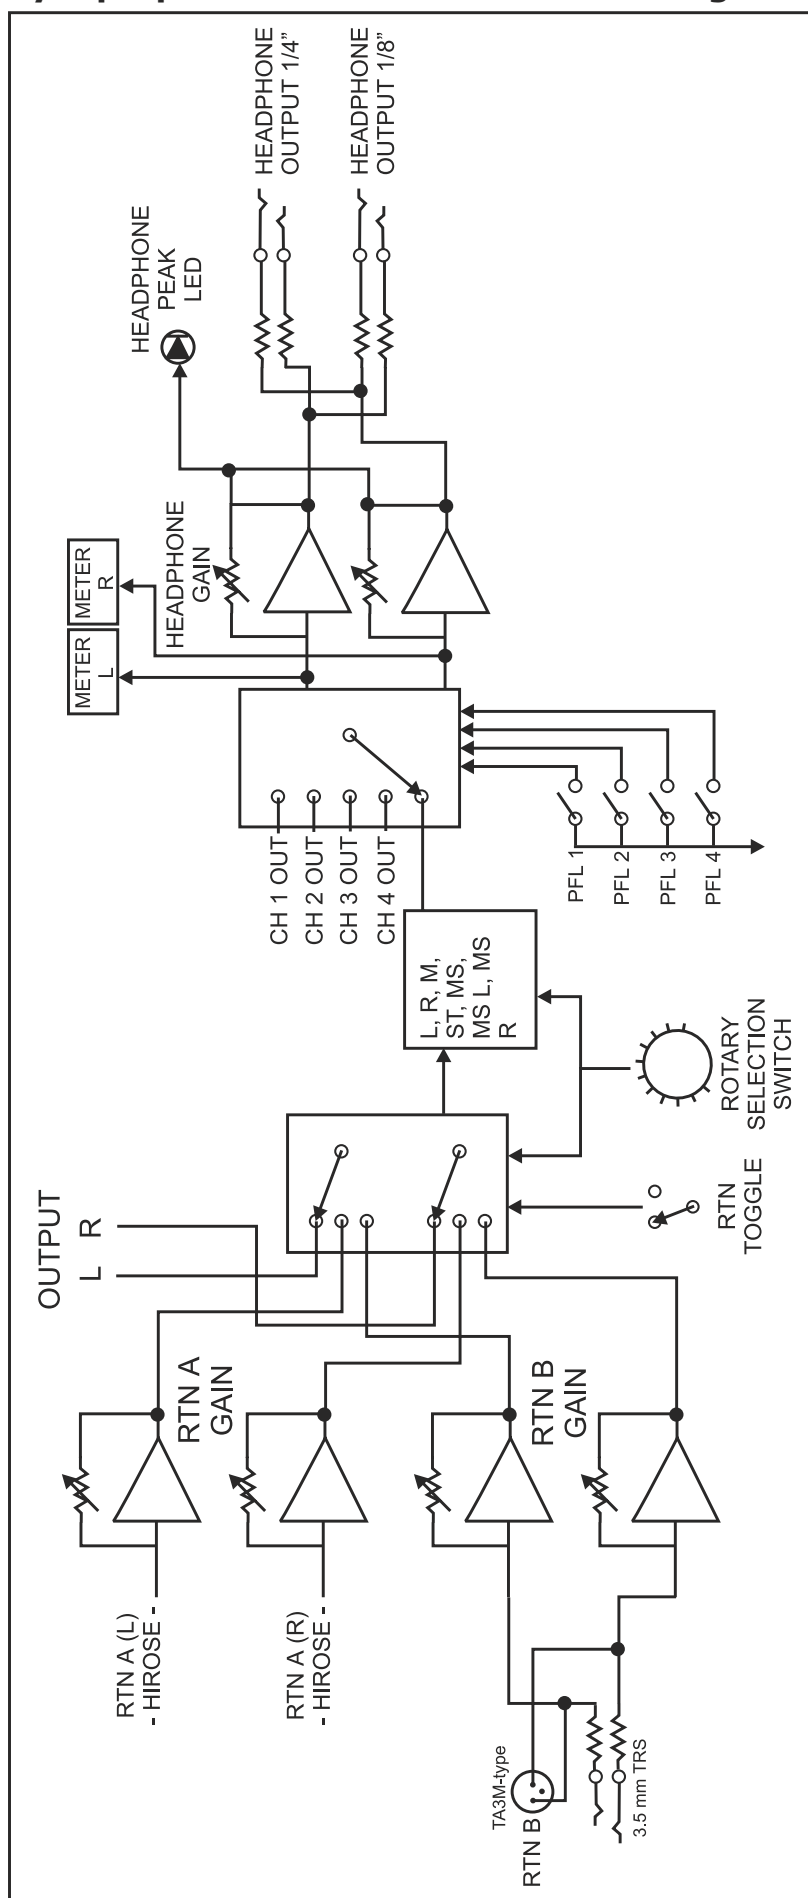 RTN A (L)
- HIROSE -
RTN A (R)
- HIROSE -
TA3M-type
RTN B
3.5 mm TRS
RTN A
GAIN
RTN B
GAIN
OUTPUT
L R
RTN
TOGGLE
ROTARY
SELECTION
SWITCH
L, R, M,
ST, MS,
MS L, MS
R
CH 1 OUT
CH 2 OUT
CH 3 OUT
CH 4 OUT
PFL 1
PFL 2
PFL 3
PFL 4
METER
L
METER
R
HEADPHONE
GAIN
HEADPHONE
PEAK
LED
HEADPHONE
OUTPUT 1/4”
HEADPHONE
OUTPUT 1/8”